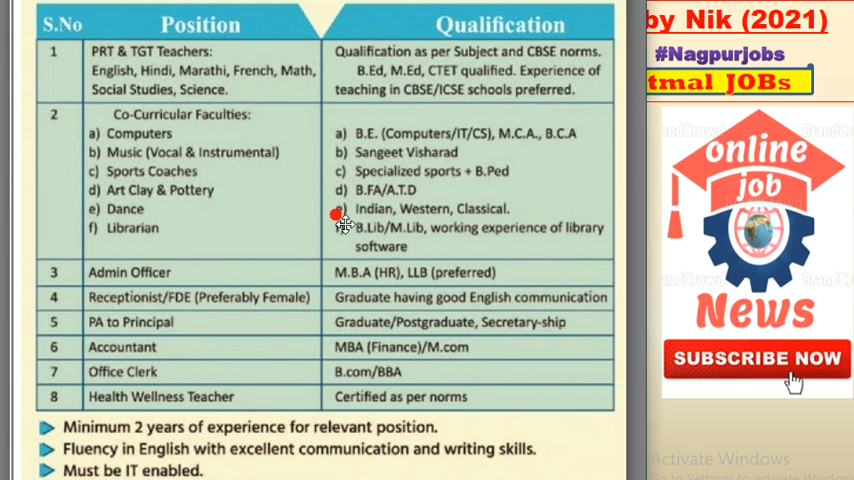 S.No Position Qualification
1 PRT & TGT Teachers: Qualification as per Subject and CBSE norms.
English, Hindi, Marathi, French, Math, B.Ed, M.Ed, CTET qualified. Experience of
Social Studies, Science. teaching in CBSE/ICSE schools preferred.
2 Co-Curricular Faculties:
a) Computers a) B.E. (Computers/IT/CS), M.C.A., B.C.A
b) Music (Vocal & Instrumental) b) Sangeet Visharad
c) Sports Coaches c) Specialized sports + B.Ped
d) Art Clay & Pottery d) B.FA/A.T.D
e) Dance Indian, Western, Classical.
f) Librarian B.Lib/M.Lib, working experience of library
software
3 Admin Officer M.B.A (HR), LLB (preferred)
4 Receptionist/FDE (Preferably Female) Graduate having good English communication
5 PA to Principal Graduate/Postgraduate, Secretary-ship
6 Accountant MBA (Finance)/M.com
7 Office Clerk B.com/BBA
8 Health Wellness Teacher Certified as per norms
Minimum 2 years of experience for relevant position.
Fluency in English with excellent communication and writing skills.
Must be IT enabled.
by Nik (2021)
#Nagpurjobs
tmal JOBs
online
job
News
SUBSCRIBE NOW
Activate Windows
Go to Settings to activate Windows